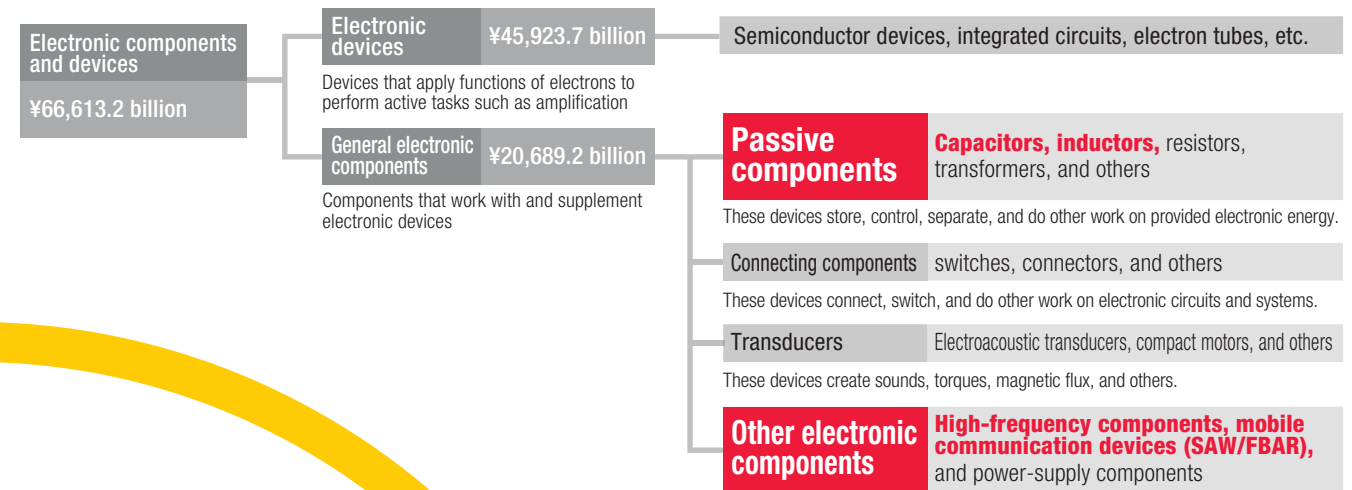 Electronic components
and devices
¥66,613.2 billion
Electronic
devices
¥45,923.7 billion
Devices that apply functions of electrons to
perform active tasks such as amplification
Semiconductor devices, integrated circuits, electron tubes, etc.
General electronic
components
¥20,689.2 billion
Components that work with and supplement
electronic devices
Passive
components
Capacitors, inductors, resistors,
transformers, and others
These devices store, control, separate, and do other work on provided electronic energy.
Connecting components
switches, connectors, and others
These devices connect, switch, and do other work on electronic circuits and systems.
Transducers
Electroacoustic transducers, compact motors, and others
These devices create sounds, torques, magnetic flux, and others.
Other electronic
components
High-frequency components, mobile
communication devices (SAW/FBAR),
and power-supply components